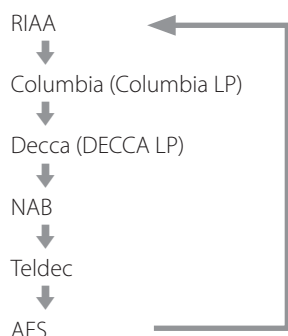 RIAA
Columbia (Columbia LP)
Decca (DECCA LP)
NAB
Teldec
AES